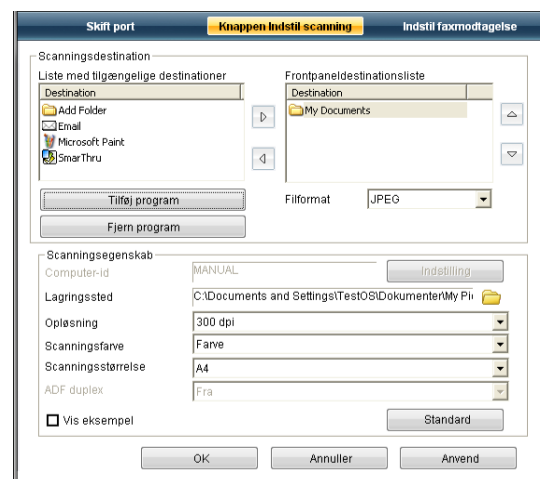 Skift port
Knappen Indstil scanning
Indstil faxmodtagelse
Scanningsdestination
Liste med tilgængelige destinationer
Destination
Add Folder
Email
Microsoft Paint
SmarThru
Frontpaneldestinationsliste
Destination
My Documents
Tilføj program
Fjern program
Filformat JPEG
Scanningsegenskab
Computer-id MANUAL Indstilling
Lagringssted C:\Documents and Settings\TestOS\Dokumenter\My Pi
Opløsning 300 dpi
Scanningsfarve Farve
Scanningsstørrelse A4
ADF duplex Fra
Vis eksempel Standard
OK Annuller Anvend